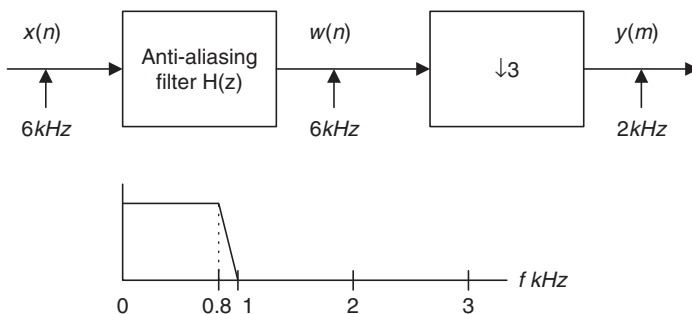 x(n)
w(n)
y(m)
Anti-aliasing
filter H(z)
↓3
6kHz
6kHz
2kHz
f kHz
0
0.8
1
2
3